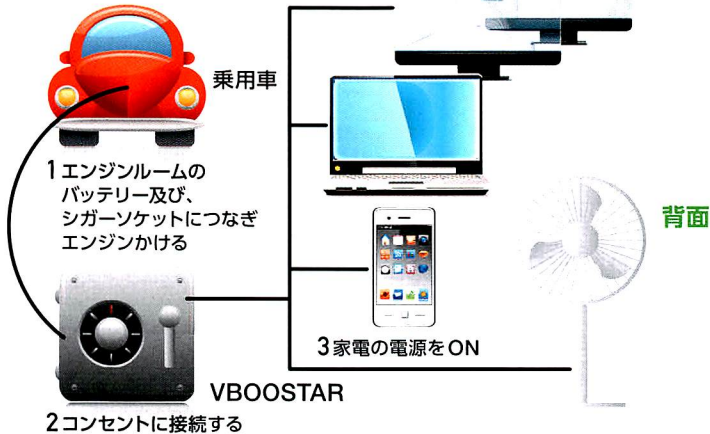 乗用車
1 エンジンルームの
バッテリー及び、
シガーソケットにつなぎ
エンジンかける
背面
3 家電の電源をON
VBOOSTAR
2 コンセントに接続する